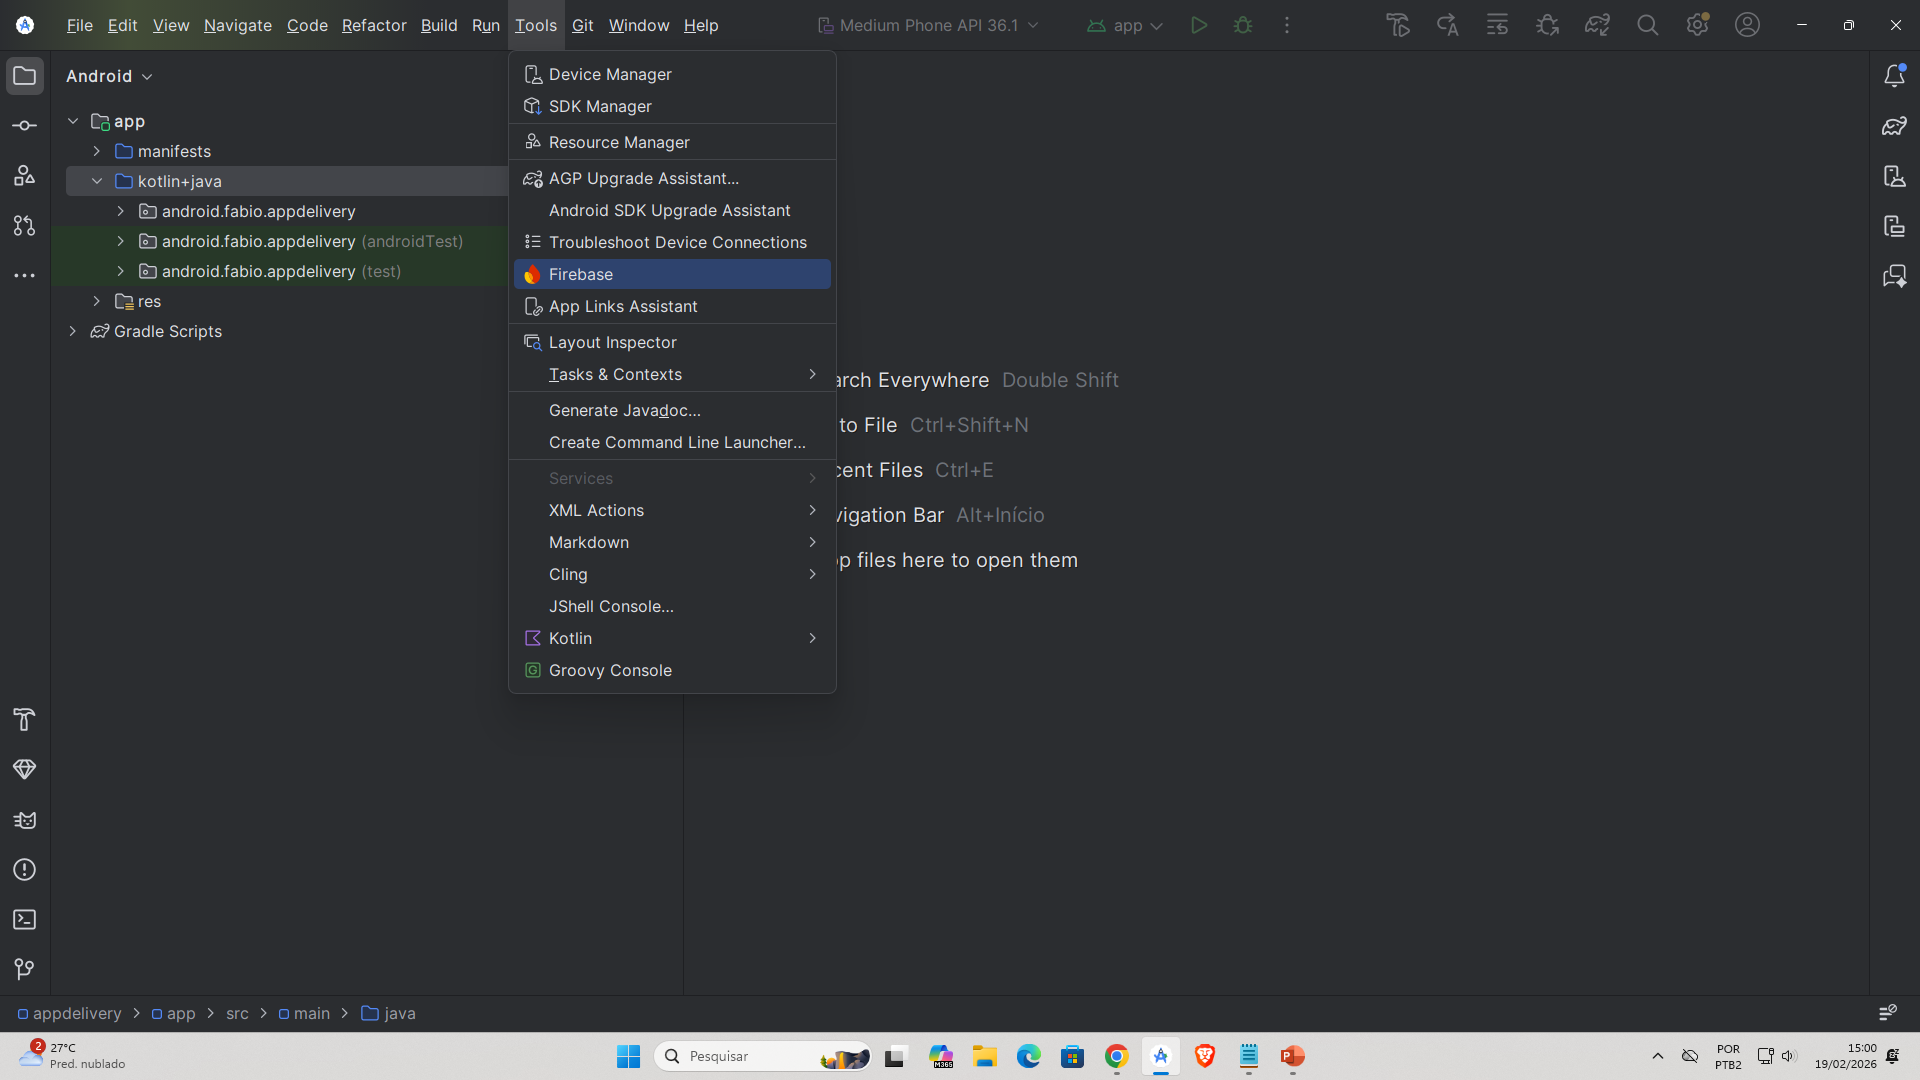 File Edit View Navigate Code Refactor Build Run Tools Git Window Help
Medium Phone API 36.1
app
Android
app
manifests
kotlin+java
android.fabio.appdelivery
android.fabio.appdelivery (androidTest)
android.fabio.appdelivery (test)
res
Gradle Scripts
Device Manager
SDK Manager
Resource Manager
AGP Upgrade Assistant...
Android SDK Upgrade Assistant
Troubleshoot Device Connections
Firebase
App Links Assistant
Layout Inspector
Tasks & Contexts
Generate Javadoc...
Create Command Line Launcher...
Services
XML Actions
Markdown
Cling
JShell Console...
Kotlin
G Groovy Console
arch Everywhere Double Shift
to File Ctrl+Shift+N
cent Files Ctrl+E
vigation Bar Alt+Início
op files here to open them
appdelivery > app > src > main > java
2
27°C
Pred. nublado
Pesquisar
M365
POR
PTB2
15:00
19/02/2026